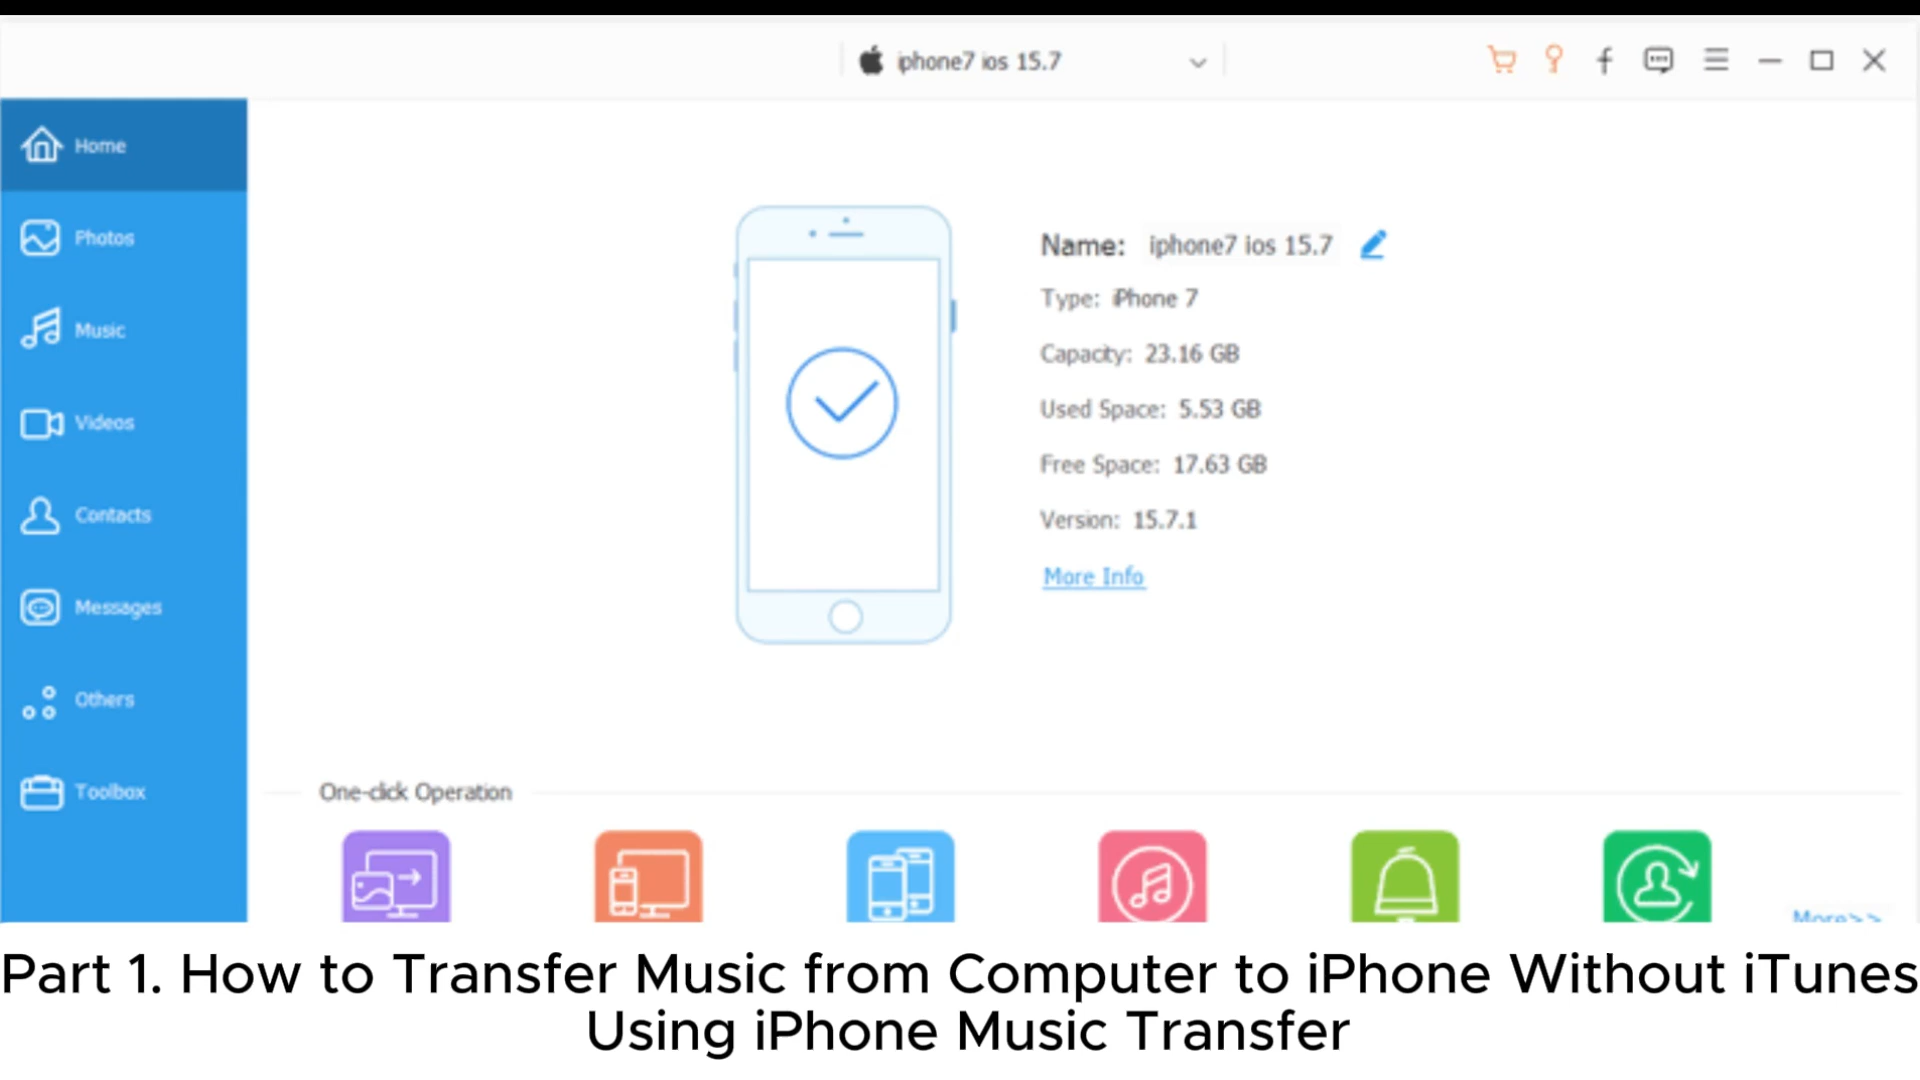 iphone7 ios 15.7
Home
Photos
Music
Videos
Contacts
Messages
Others
Toolbox
Name: iphone7 ios 15.7
Type: iPhone 7
Capacity: 23.16 GB
Used Space: 5.53 GB
Free Space: 17.63 GB
Version: 15.7.1
More Info
One-click Operation
More>>
Part 1. How to Transfer Music from Computer to iPhone Without iTunes
Using iPhone Music Transfer